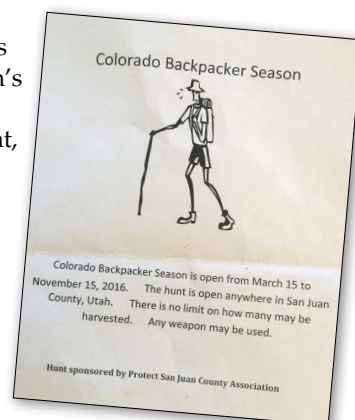 s
n's
nt,
Colorado Backpacker Season
Colorado Backpacker Season is open from March 15 to
November 15, 2016. The hunt is open anywhere in San Juan
County, Utah. There is no limit on how many may be
harvested. Any weapon may be used.
Hunt sponsored by Protect San Juan County Association